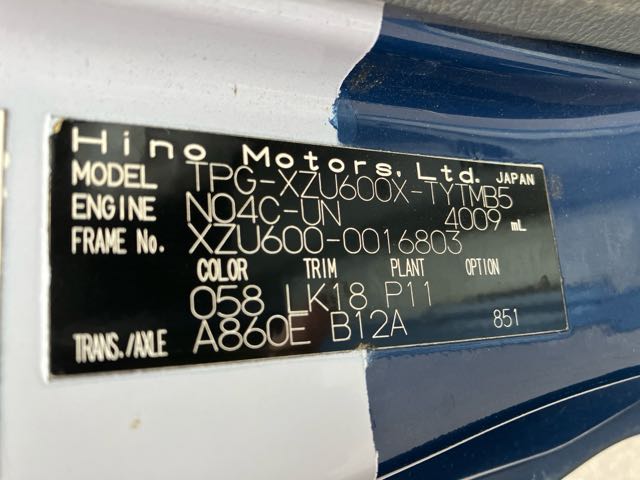 Hino Motors, Ltd. JAPAN
MODEL TPG-XZU600X-TYTMB5
ENGINE N04C-UN 4009 mL
FRAME No. XZU600-0016803
COLOR TRIM PLANT OPTION
058 LK18 P11
TRANS./AXLE A860E B12A 851